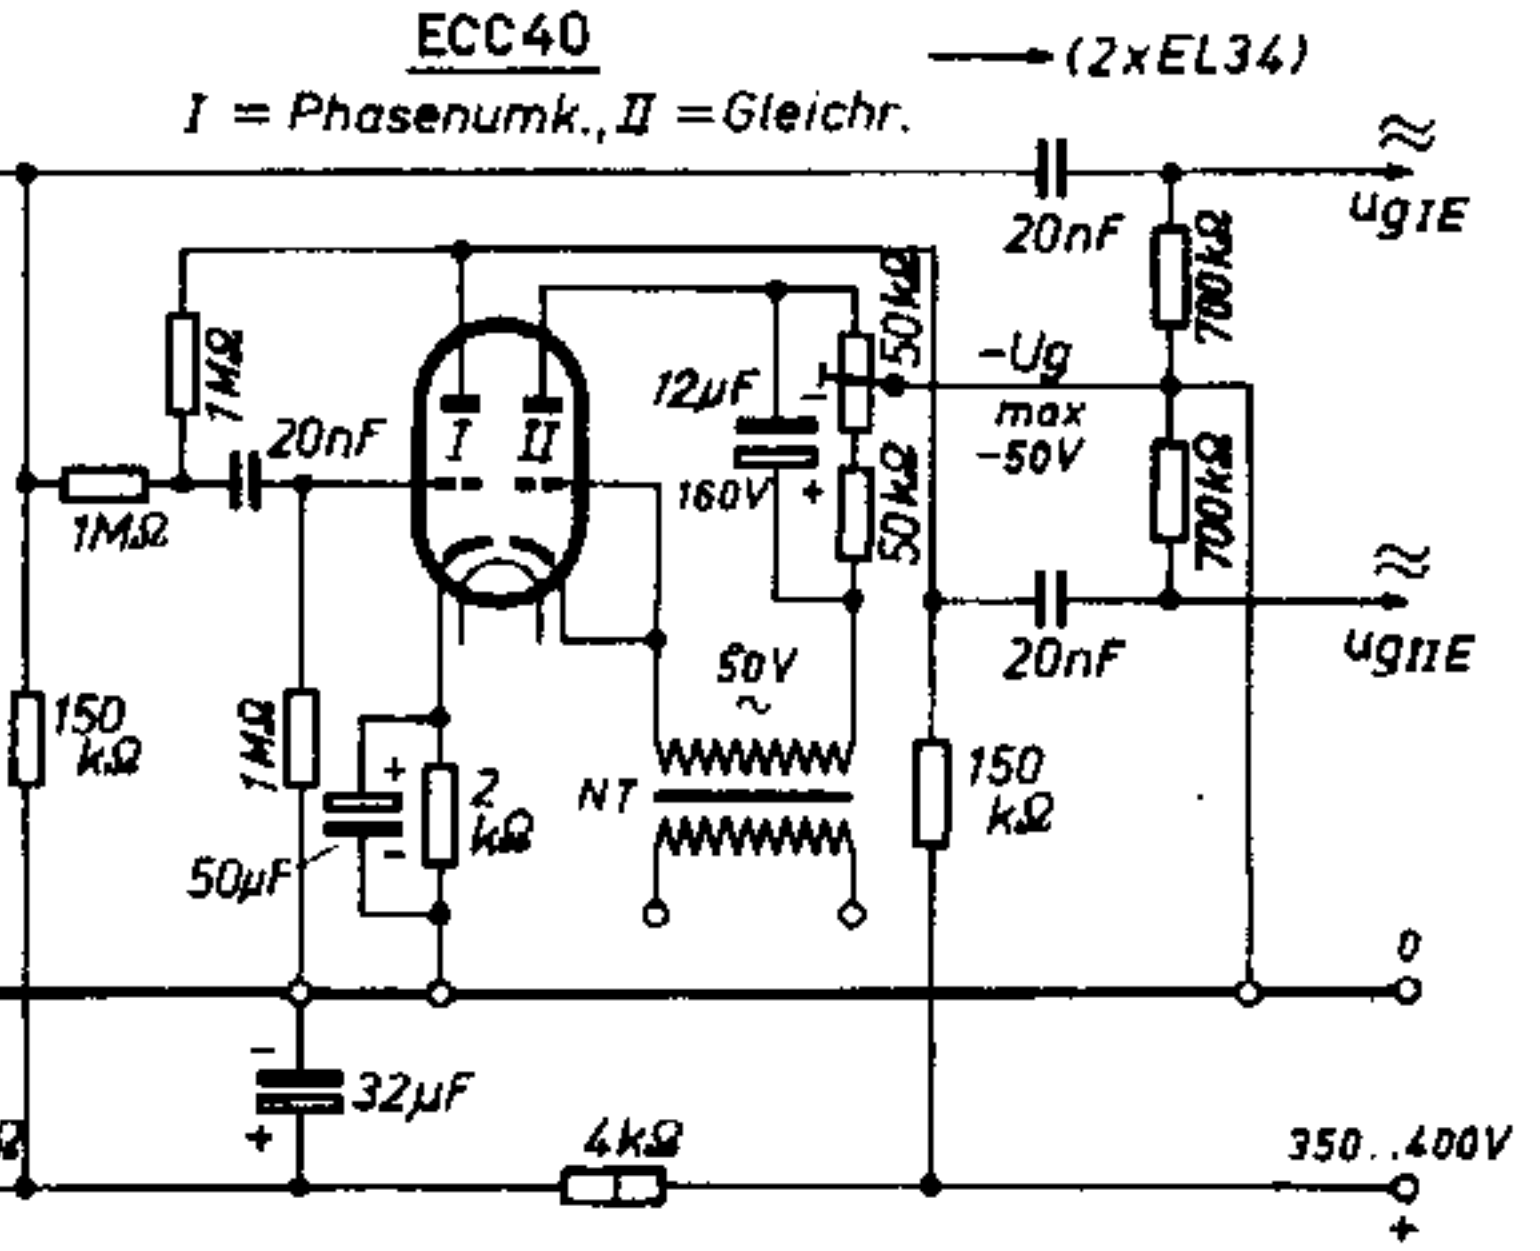 ECC40
→ (2xEL34)
I = Phasenumk., II = Gleichr.
≈
20nF
ugIE
700kΩ
50kΩ
1MΩ
-Ug
max
-50V
12µF
-
160V
+
I
II
20nF
50kΩ
700kΩ
1MΩ
≈
20nF
ugIIE
50V
~
150
kΩ
1MΩ
+
-
50µF
2
kΩ
NT
150
kΩ
0
-
32µF
+
Ω
4kΩ
350..400V
+